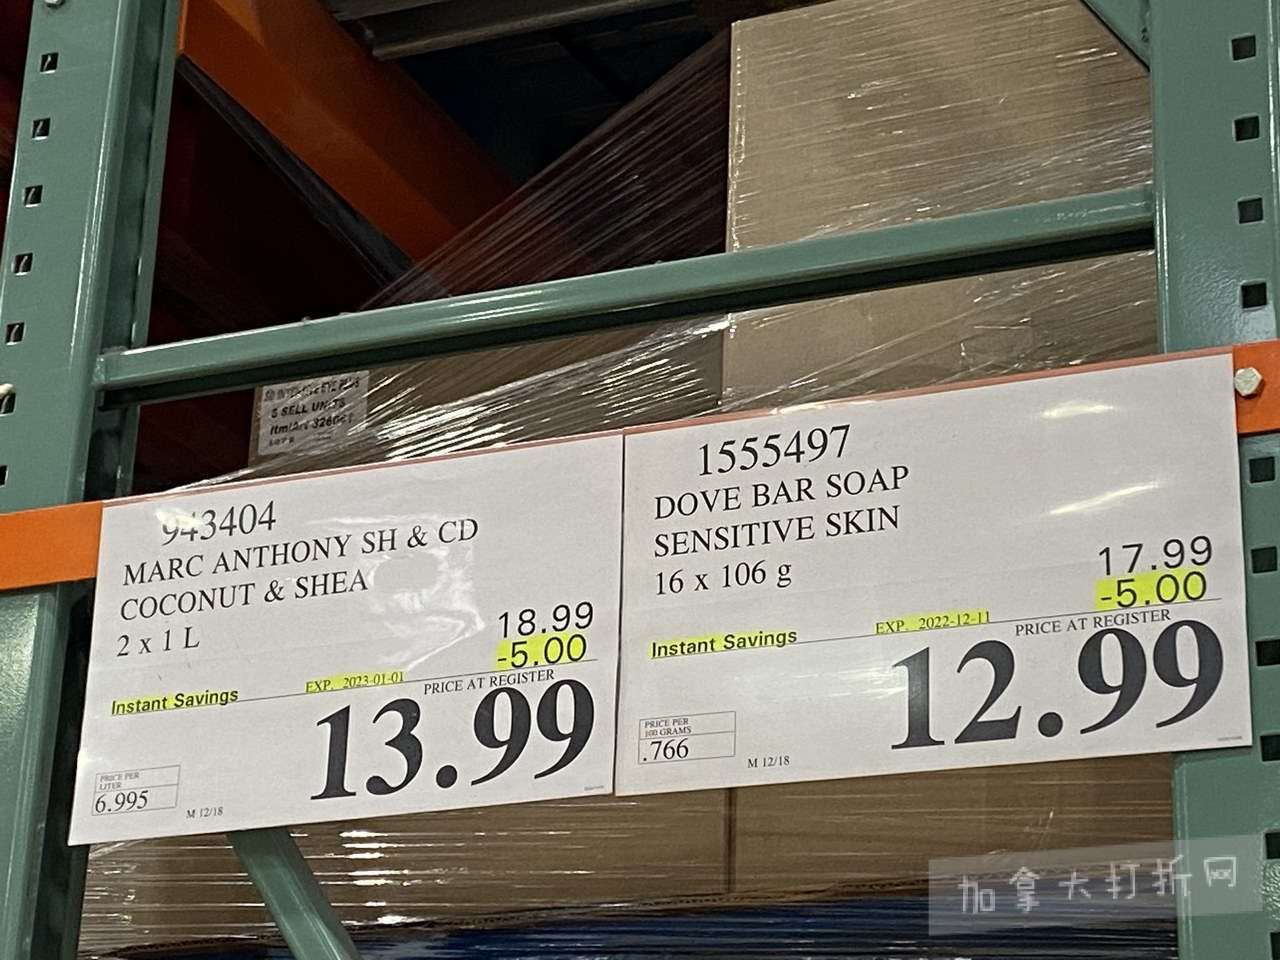 5 SELL UNITS
943404
MARC ANTHONY SH & CD
COCONUT & SHEA
2 x 1 L
18.99
-5.00
Instant Savings
EXP. 2023-01-01
PRICE AT REGISTER
13.99
PRICE PER
LITER
6.995
M 12/18
1555497
DOVE BAR SOAP
SENSITIVE SKIN
16 x 106 g
17.99
-5.00
Instant Savings
EXP. 2022-12-11
PRICE AT REGISTER
12.99
PRICE PER
100 GRAMS
.766
M 12/18
加拿大打折网